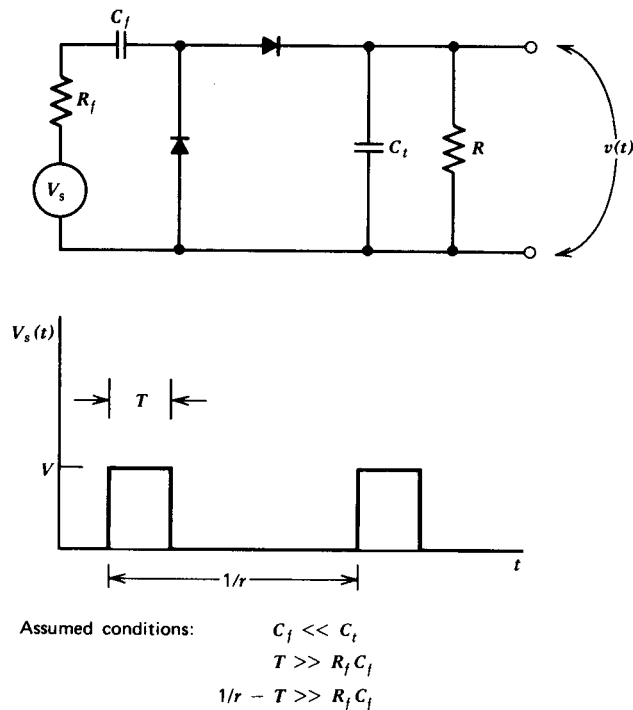 C_f
R_f
V_s
C_t
R
v(t)
V_s(t)
T
V
1/r
t
Assumed conditions:
C_f << C_t
T >> R_f C_f
1/r − T >> R_f C_f